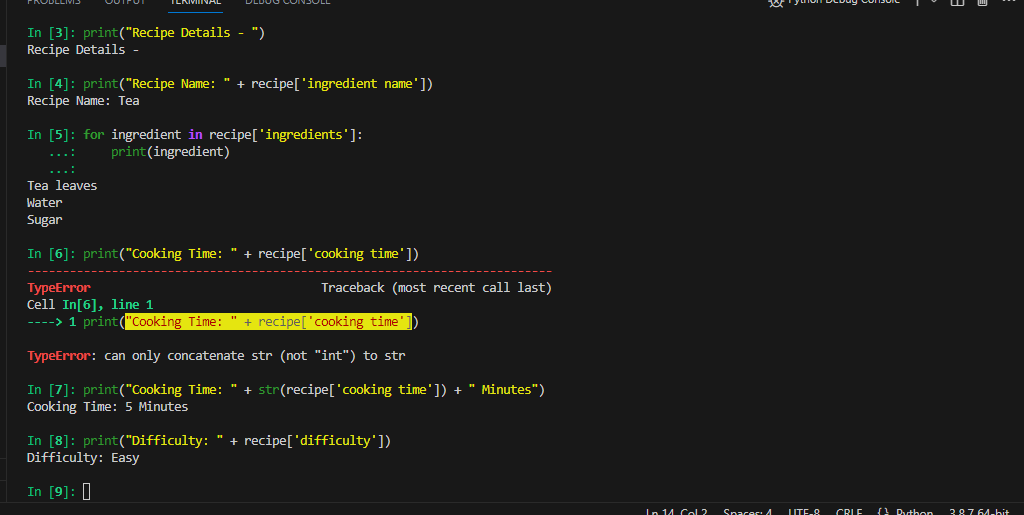 PROBLEMS OUTPUT TERMINAL DEBUG CONSOLE Python Debug Console
In [3]: print("Recipe Details - ")
Recipe Details -
In [4]: print("Recipe Name: " + recipe['ingredient name'])
Recipe Name: Tea
In [5]: for ingredient in recipe['ingredients']:
   ...:     print(ingredient)
   ...:
Tea leaves
Water
Sugar
In [6]: print("Cooking Time: " + recipe['cooking time'])
---------------------------------------------------------------------------
TypeError                                 Traceback (most recent call last)
Cell In[6], line 1
----> 1 print("Cooking Time: " + recipe['cooking time'])
TypeError: can only concatenate str (not "int") to str
In [7]: print("Cooking Time: " + str(recipe['cooking time']) + " Minutes")
Cooking Time: 5 Minutes
In [8]: print("Difficulty: " + recipe['difficulty'])
Difficulty: Easy
In [9]:
Ln 14, Col 2 Spaces: 4 UTF-8 CRLF {} Python 3.8.7 64-bit